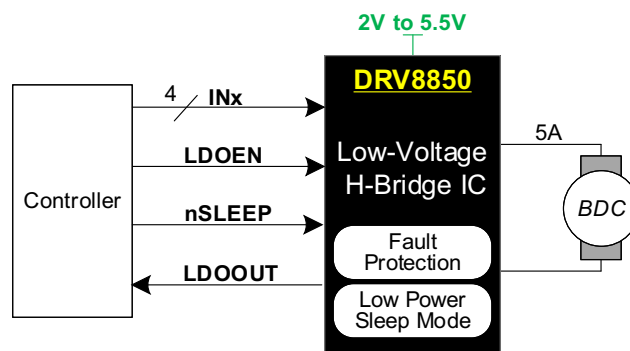 2V to 5.5V
DRV8850
Low-Voltage
H-Bridge IC
Fault
Protection
Low Power
Sleep Mode
Controller
4
INx
LDOEN
nSLEEP
LDOOUT
5A
BDC